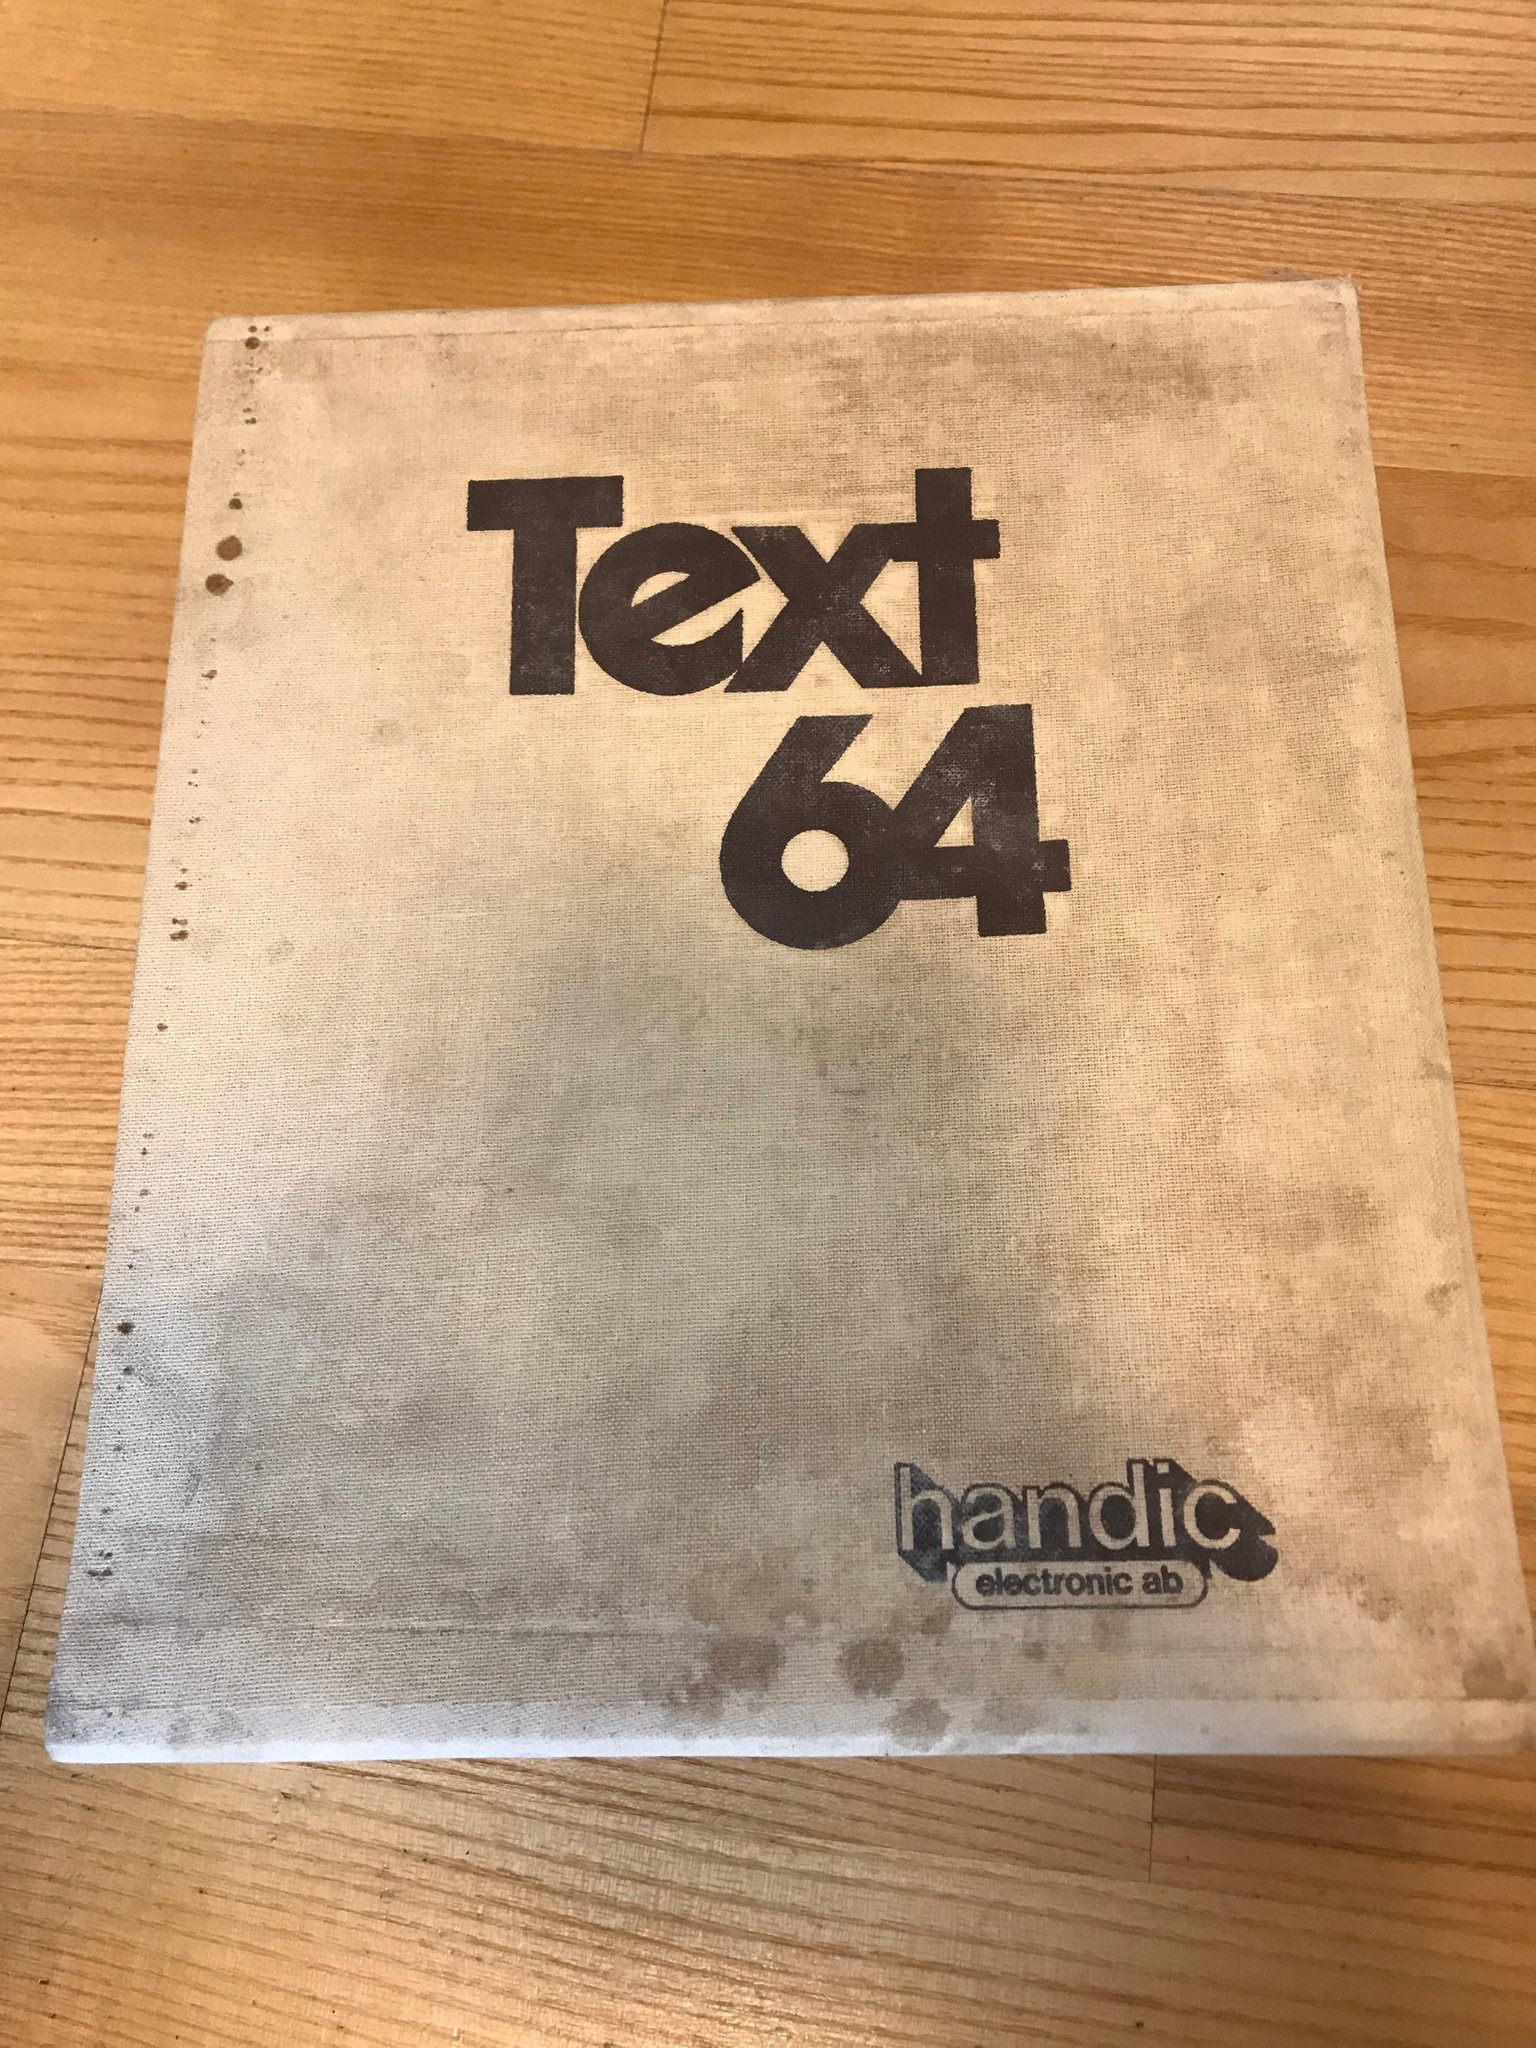 Text
64
handic
electronic ab